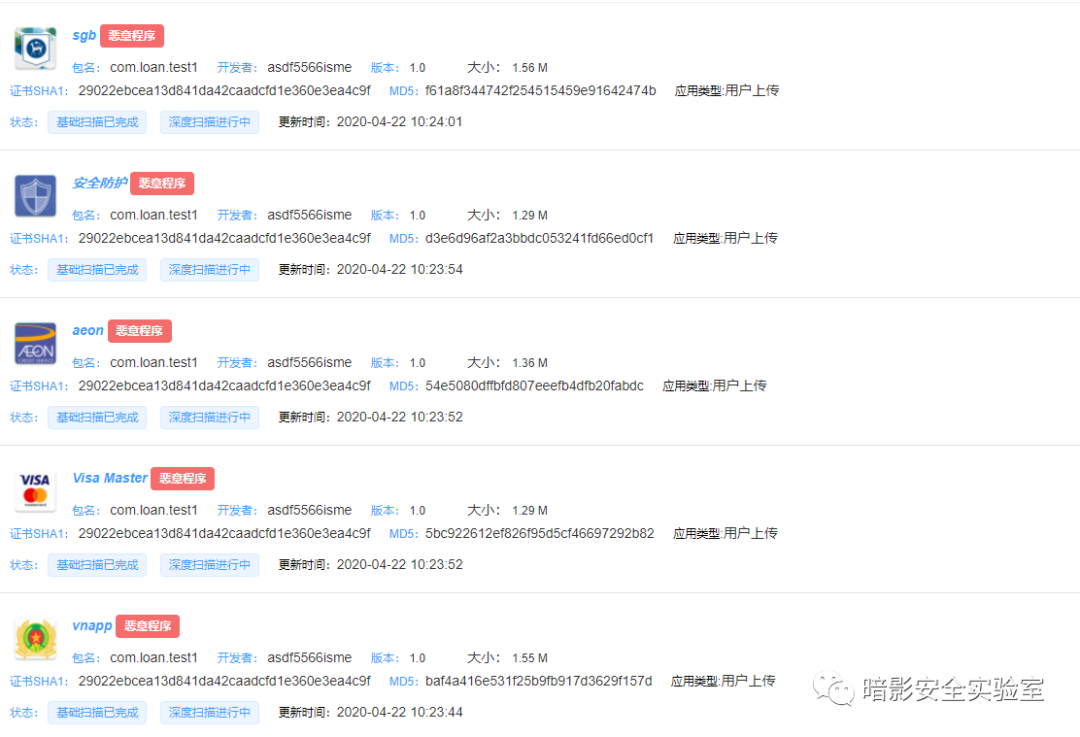 sgb 恶意程序
包名: com.loan.test1 开发者: asdf5566isme 版本: 1.0 大小: 1.56 M
证书SHA1: 29022ebcea13d841da42caadcfd1e360e3ea4c9f MD5: f61a8f344742f254515459e91642474b 应用类型:用户上传
状态: 基础扫描已完成 深度扫描进行中 更新时间: 2020-04-22 10:24:01
安全防护 恶意程序
包名: com.loan.test1 开发者: asdf5566isme 版本: 1.0 大小: 1.29 M
证书SHA1: 29022ebcea13d841da42caadcfd1e360e3ea4c9f MD5: d3e6d96af2a3bbdc053241fd66ed0cf1 应用类型:用户上传
状态: 基础扫描已完成 深度扫描进行中 更新时间: 2020-04-22 10:23:54
aeon 恶意程序
ÆON
CREDIT SERVICE
包名: com.loan.test1 开发者: asdf5566isme 版本: 1.0 大小: 1.36 M
证书SHA1: 29022ebcea13d841da42caadcfd1e360e3ea4c9f MD5: 54e5080dffbfd807eeefb4dfb20fabdc 应用类型:用户上传
状态: 基础扫描已完成 深度扫描进行中 更新时间: 2020-04-22 10:23:52
VISA Visa Master 恶意程序
包名: com.loan.test1 开发者: asdf5566isme 版本: 1.0 大小: 1.29 M
证书SHA1: 29022ebcea13d841da42caadcfd1e360e3ea4c9f MD5: 5bc922612ef826f95d5cf46697292b82 应用类型:用户上传
状态: 基础扫描已完成 深度扫描进行中 更新时间: 2020-04-22 10:23:52
vnapp 恶意程序
包名: com.loan.test1 开发者: asdf5566isme 版本: 1.0 大小: 1.55 M
证书SHA1: 29022ebcea13d841da42caadcfd1e360e3ea4c9f MD5: baf4a416e531f25b9fb917d3629f157d 应用类型:用户上传
状态: 基础扫描已完成 深度扫描进行中 更新时间: 2020-04-22 10:23:44
暗影安全实验室